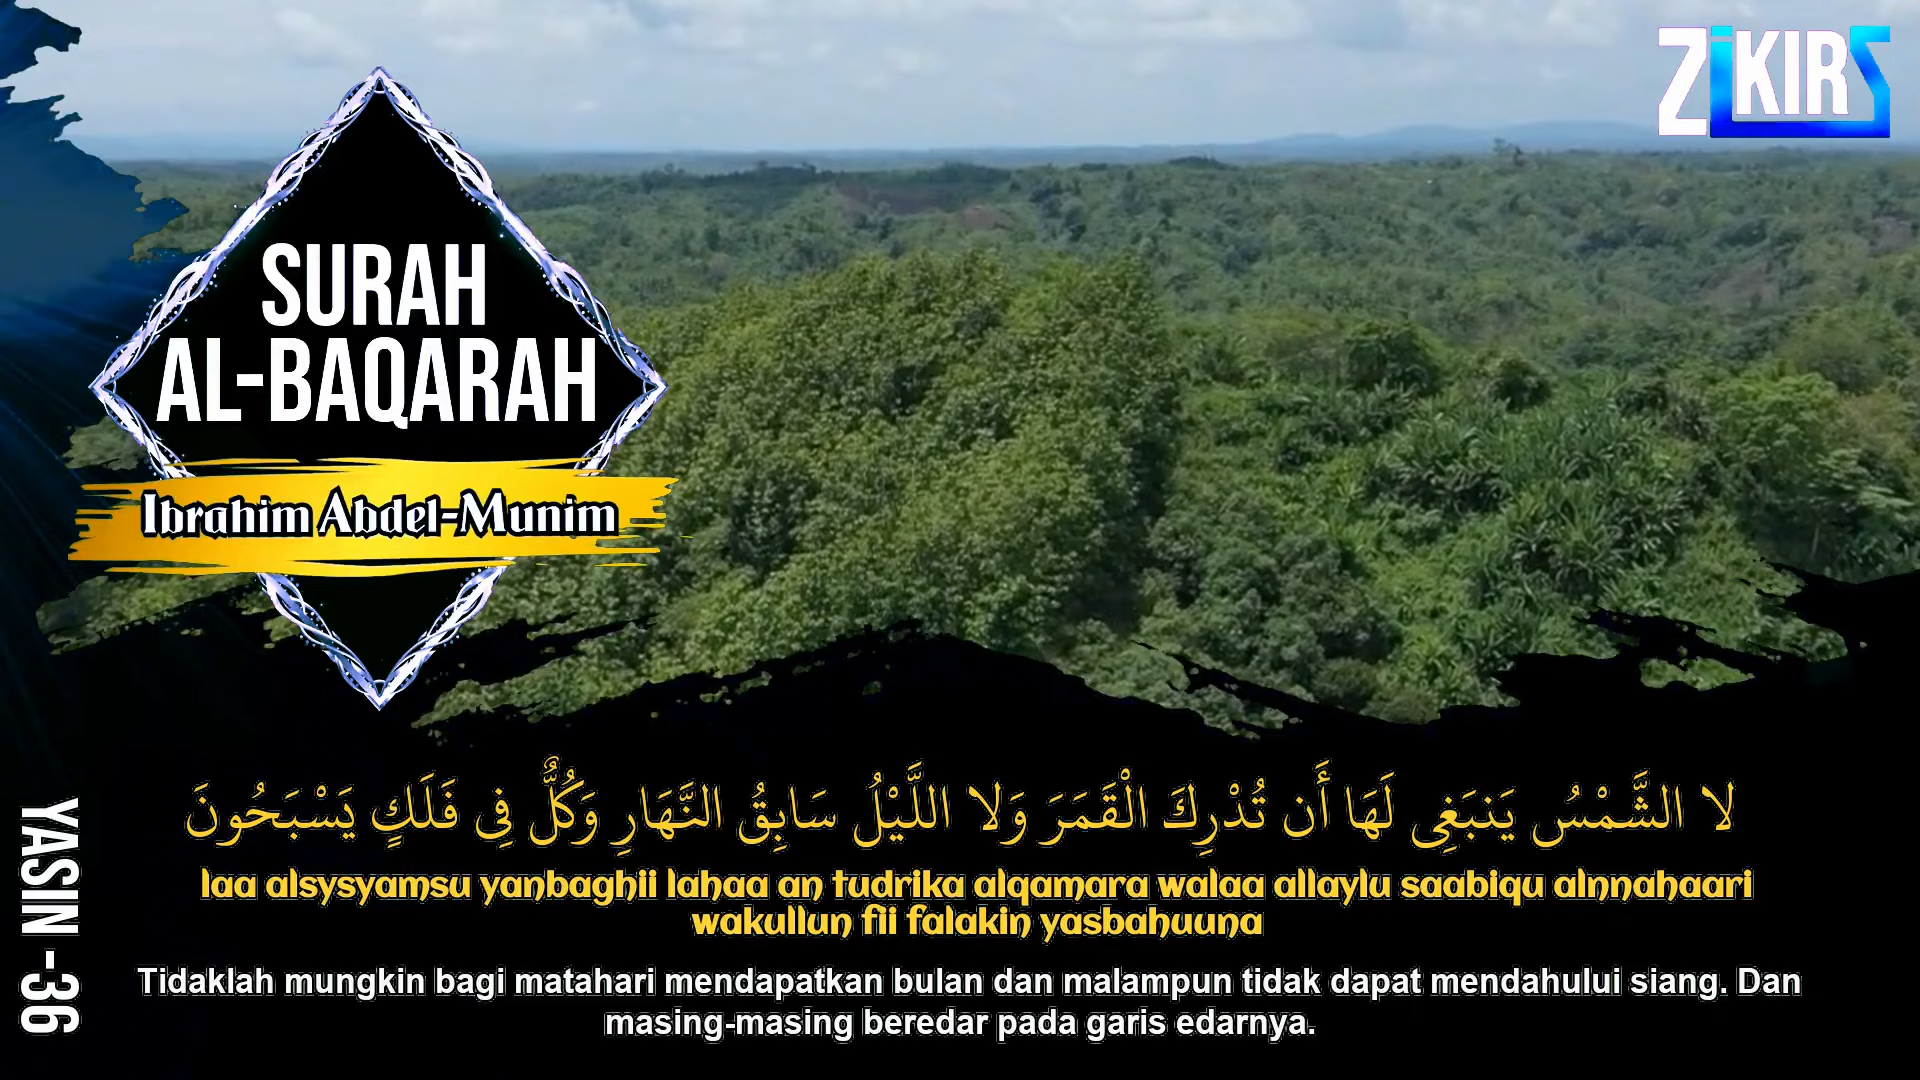 ZiKIRS
SURAH
AL-BAQARAH
Ibrahim Abdel-Munim
لا الشَّمْسُ يَنبَغِى لَهَا أَن تُدْرِكَ الْقَمَرَ وَلا اللَّيْلُ سَابِقُ النَّهَارِ وَكُلٌّ فِى فَلَكٍ يَسْبَحُونَ
laa alsysyamsu yanbaghii lahaa an tudrika alqamara walaa allaylu saabiqu alnnahaari
wakullun fii falakin yasbahuuna
Tidaklah mungkin bagi matahari mendapatkan bulan dan malampun tidak dapat mendahului siang. Dan
masing-masing beredar pada garis edarnya.
YASIN -36